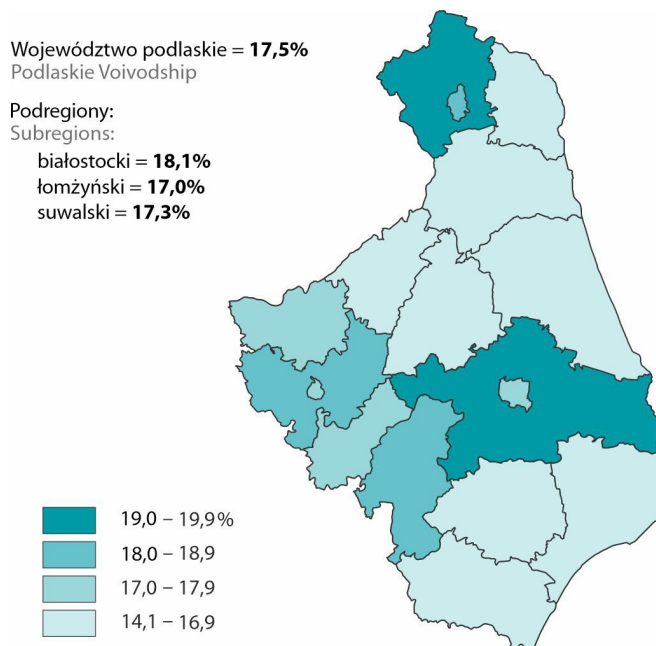 Województwo podlaskie = 17,5%
Podlaskie Voivodship
Podregiony:
Subregions:
białostocki = 18,1%
łomżyński = 17,0%
suwalski = 17,3%
19,0 – 19,9%
18,0 – 18,9
17,0 – 17,9
14,1 – 16,9